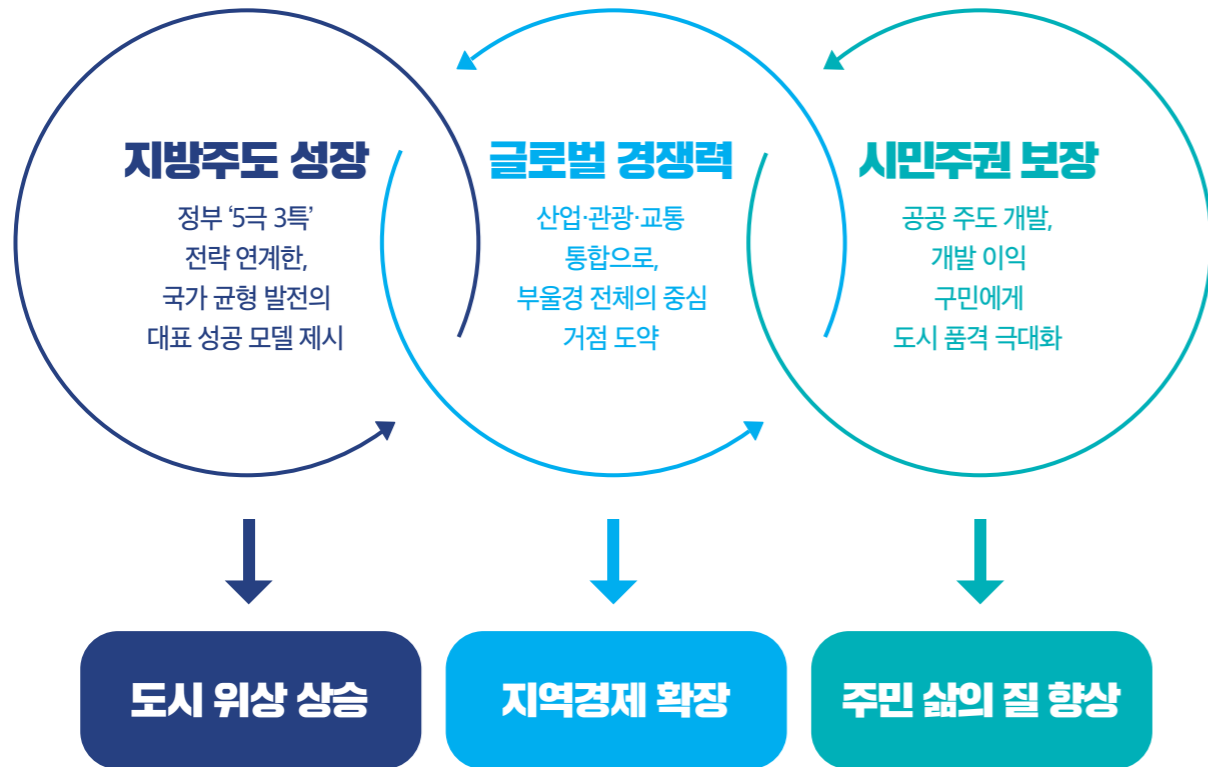 지방주도 성장
정부 ‘5극 3특’
전략 연계한,
국가 균형 발전의
대표 성공 모델 제시
글로벌 경쟁력
산업·관광·교통
통합으로,
부울경 전체의 중심
거점 도약
시민주권 보장
공공 주도 개발,
개발 이익
구민에게
도시 품격 극대화
도시 위상 상승
지역경제 확장
주민 삶의 질 향상